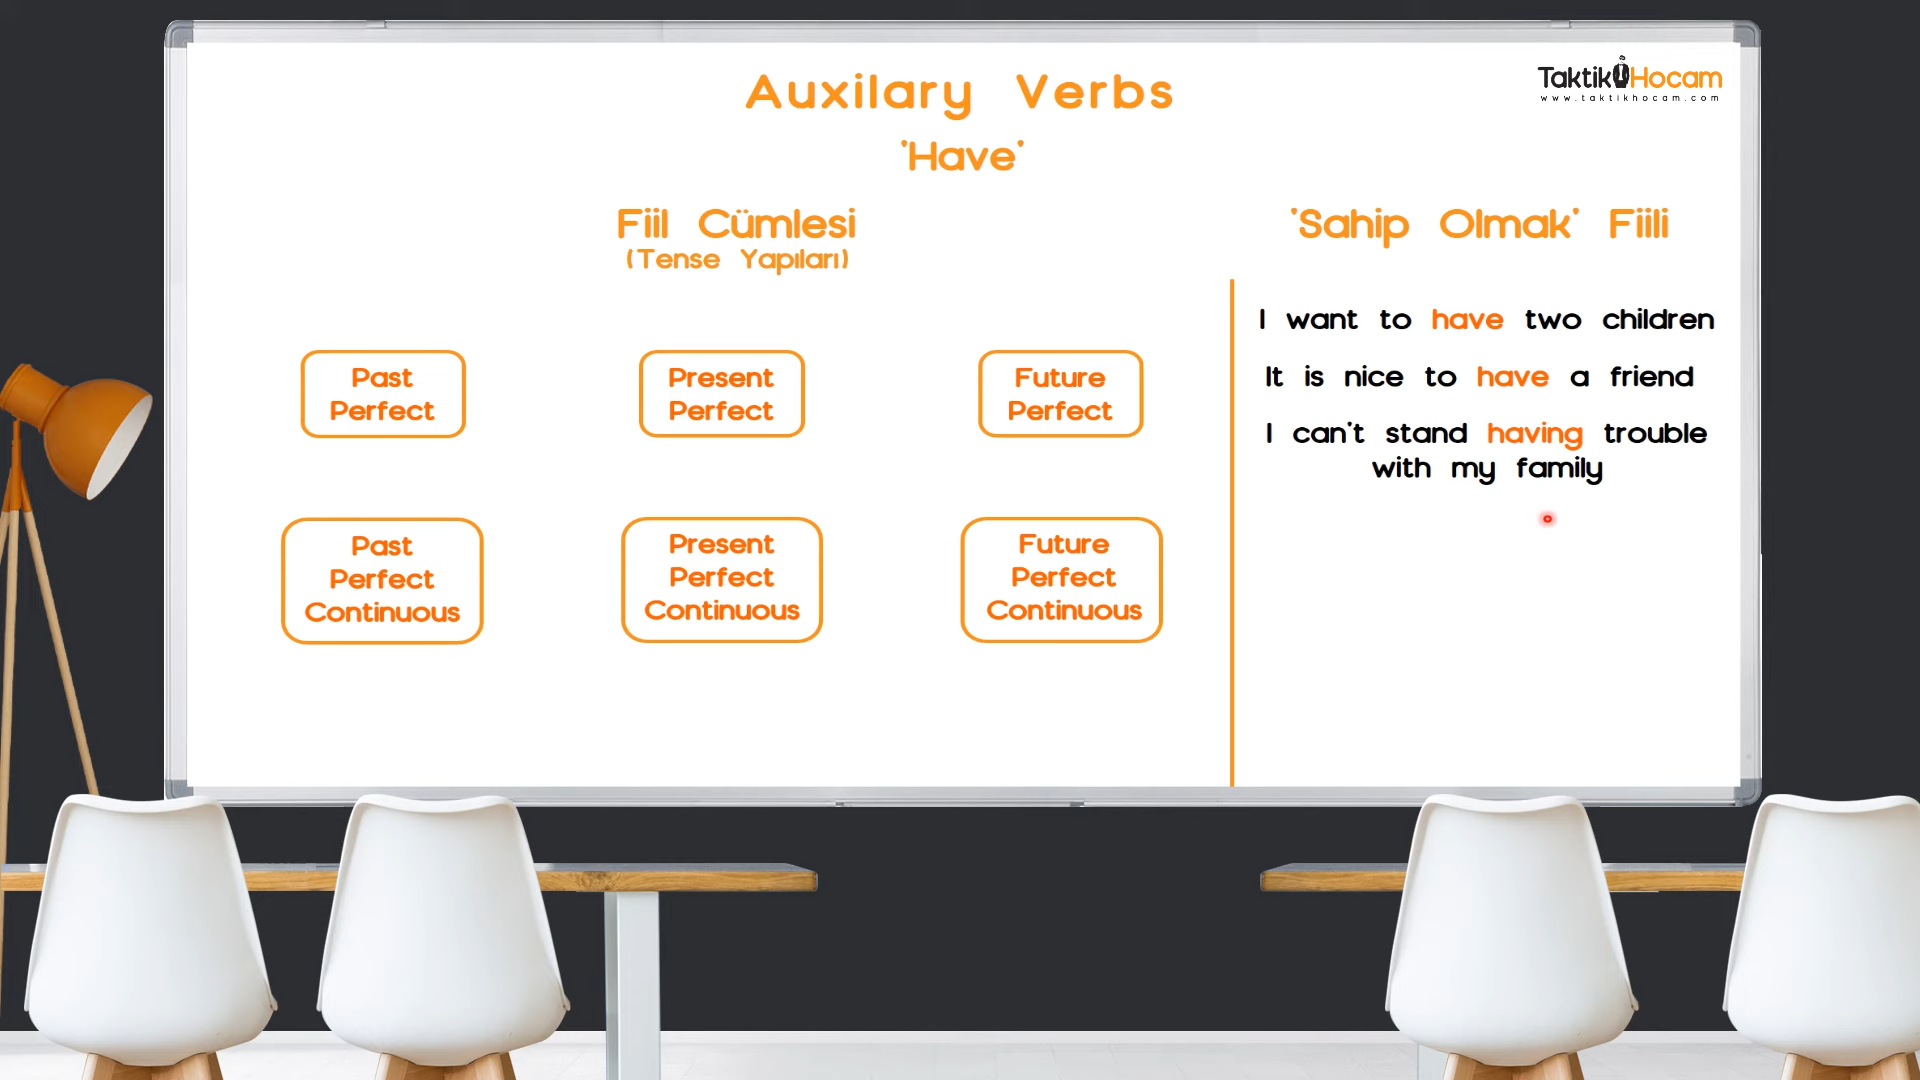 Auxilary Verbs
'Have'
TaktikHocam
www.taktikhocam.com
Fiil Cümlesi
(Tense Yapıları)
Past
Perfect
Present
Perfect
Future
Perfect
Past
Perfect
Continuous
Present
Perfect
Continuous
Future
Perfect
Continuous
'Sahip Olmak' Fiili
I want to have two children
It is nice to have a friend
I can't stand having trouble
with my family